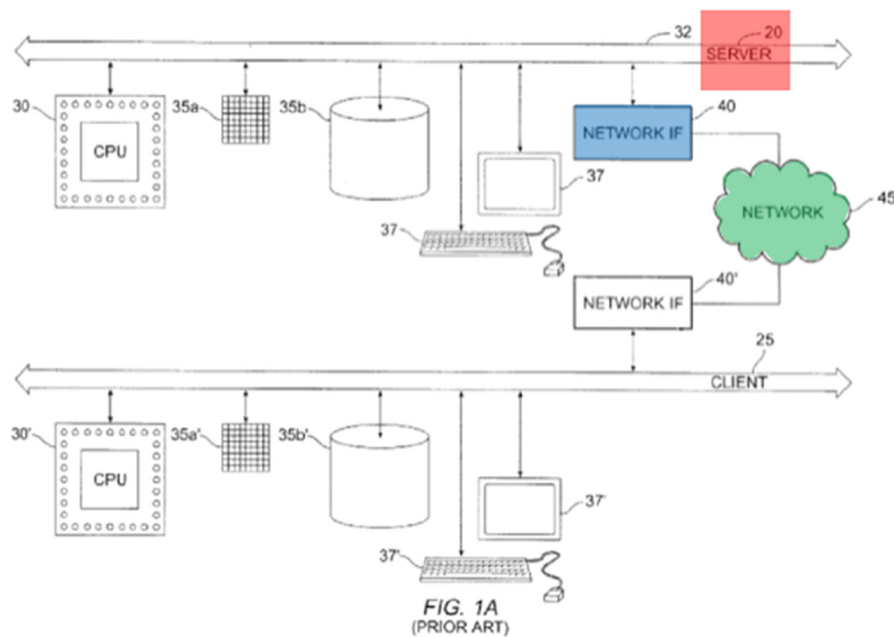 32
20
SERVER
30
35a
35b
40
CPU
NETWORK IF
37
45
NETWORK
37
40'
NETWORK IF
25
CLIENT
30'
35a'
35b'
CPU
37'
37'
FIG. 1A
(PRIOR ART)